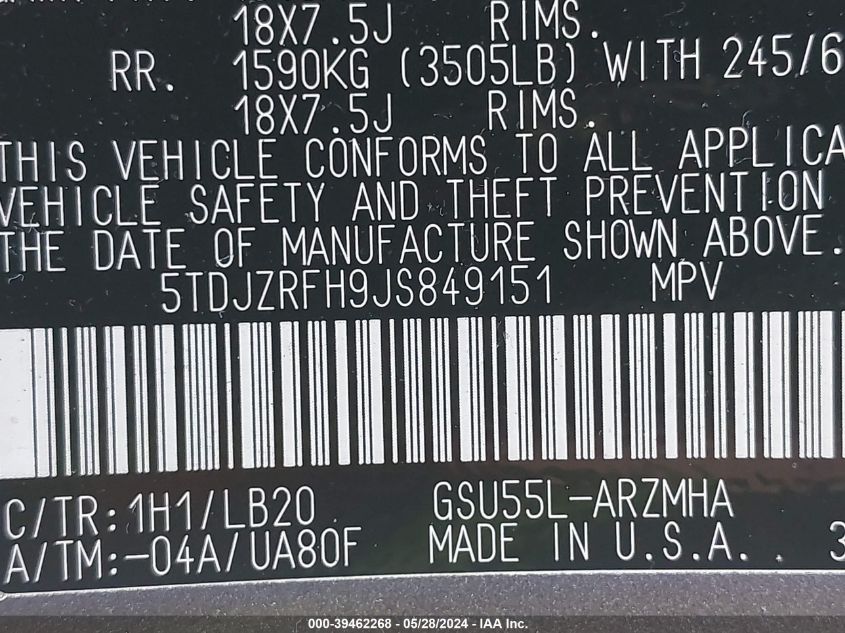 18X7.5J RIMS.
RR. 1590KG (3505LB) WITH 245/6
18X7.5J RIMS.
THIS VEHICLE CONFORMS TO ALL APPLICA
VEHICLE SAFETY AND THEFT PREVENTION
THE DATE OF MANUFACTURE SHOWN ABOVE.
5TDJZRFH9JS849151 MPV
C/TR:1H1/LB20 GSU55L-ARZMHA
A/TM:-04A/UA80F MADE IN U.S.A. 3
000-39462268 - 05/28/2024 - IAA Inc.